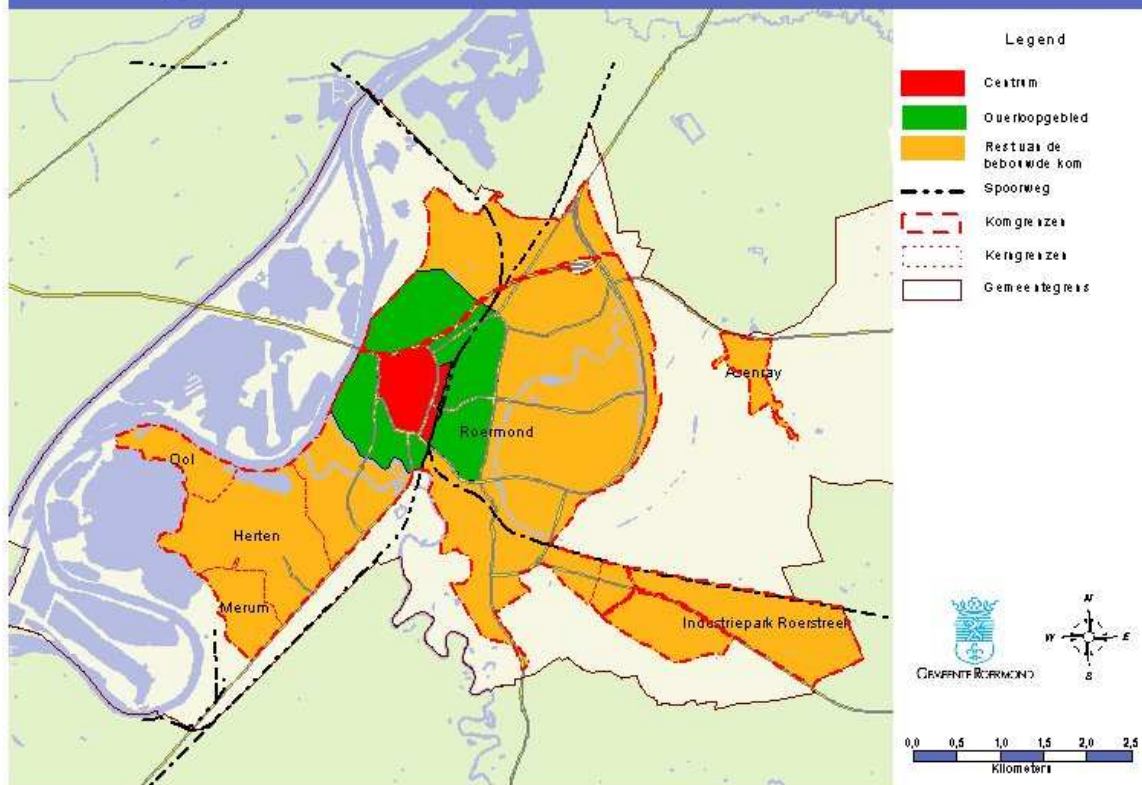 Legend
Centrum
Overloopgebied
Rest van de
bebouwde kom
Spoorweg
Komgrenzen
Kerngrenzen
Gemeentegrens
Asenray
Roermond
Ool
Herten
Merum
Industriepark Roerstreek
N
W E
S
GEMEENTE ROERMOND
0,0 0,5 1,0 1,5 2,0 2,5
Kilometers